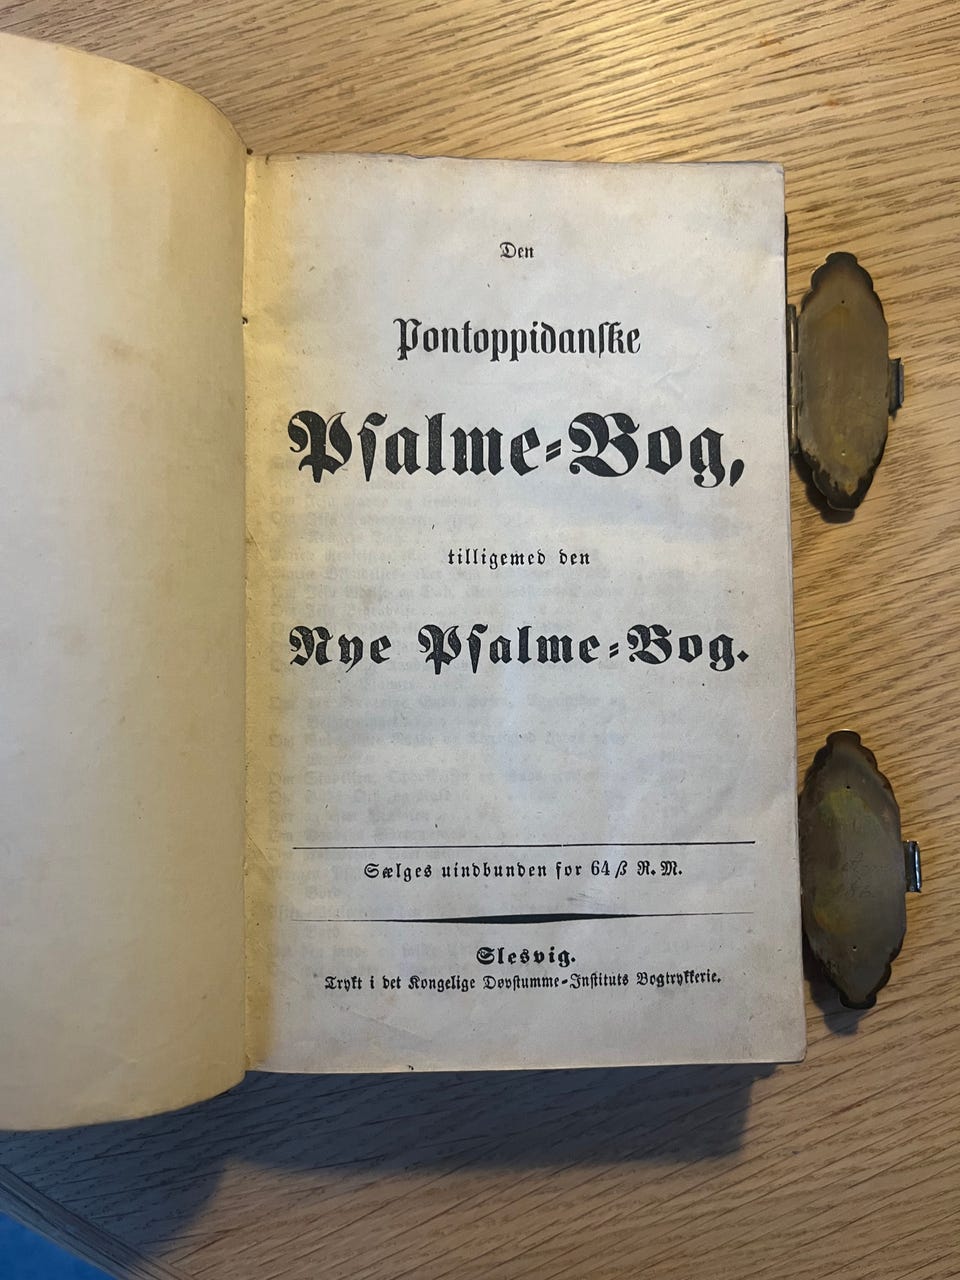 Den
Pontoppidanske
Psalme-Bog,
tilligemed den
Nye Psalme-Bog.
Sælges uindbunden for 64 ß R. M.
Slesvig.
Trykt i det Kongelige Døvstumme-Instituts Bogtrykkerie.